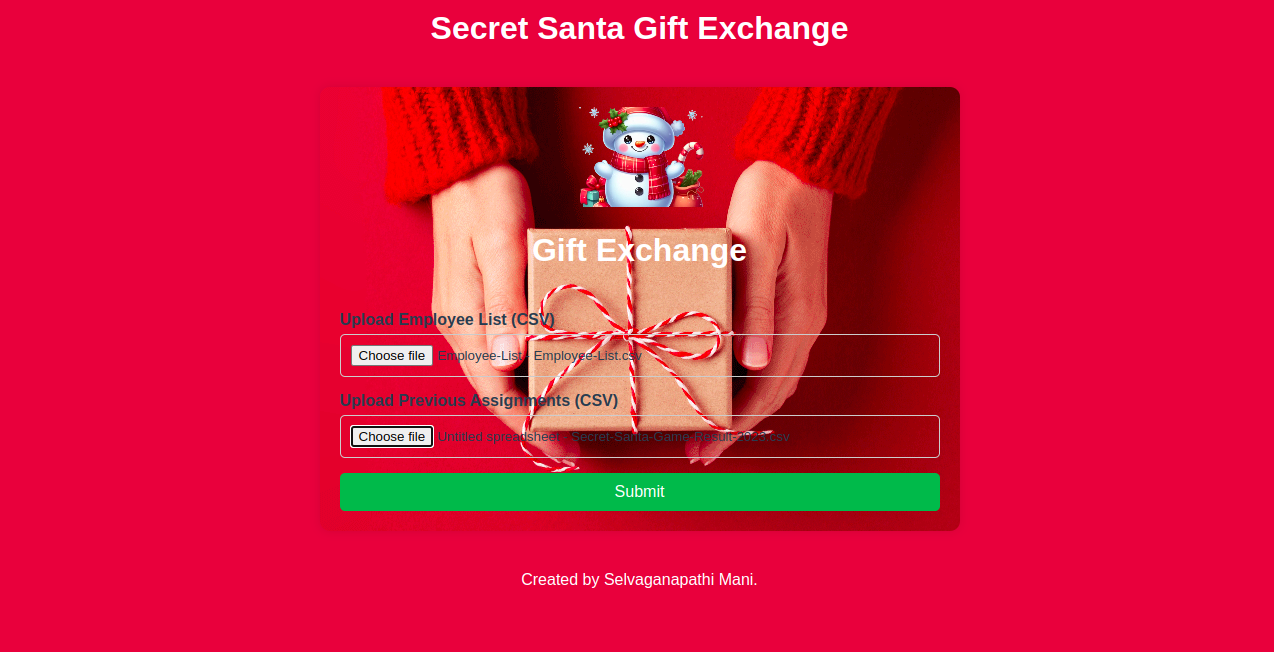 Secret Santa Gift Exchange
Gift Exchange
Upload Employee List (CSV)
Choose file Employee-List - Employee-List.csv
Upload Previous Assignments (CSV)
Choose file Untitled spreadsheet - Secret-Santa-Game-Result-2023.csv
Submit
Created by Selvaganapathi Mani.